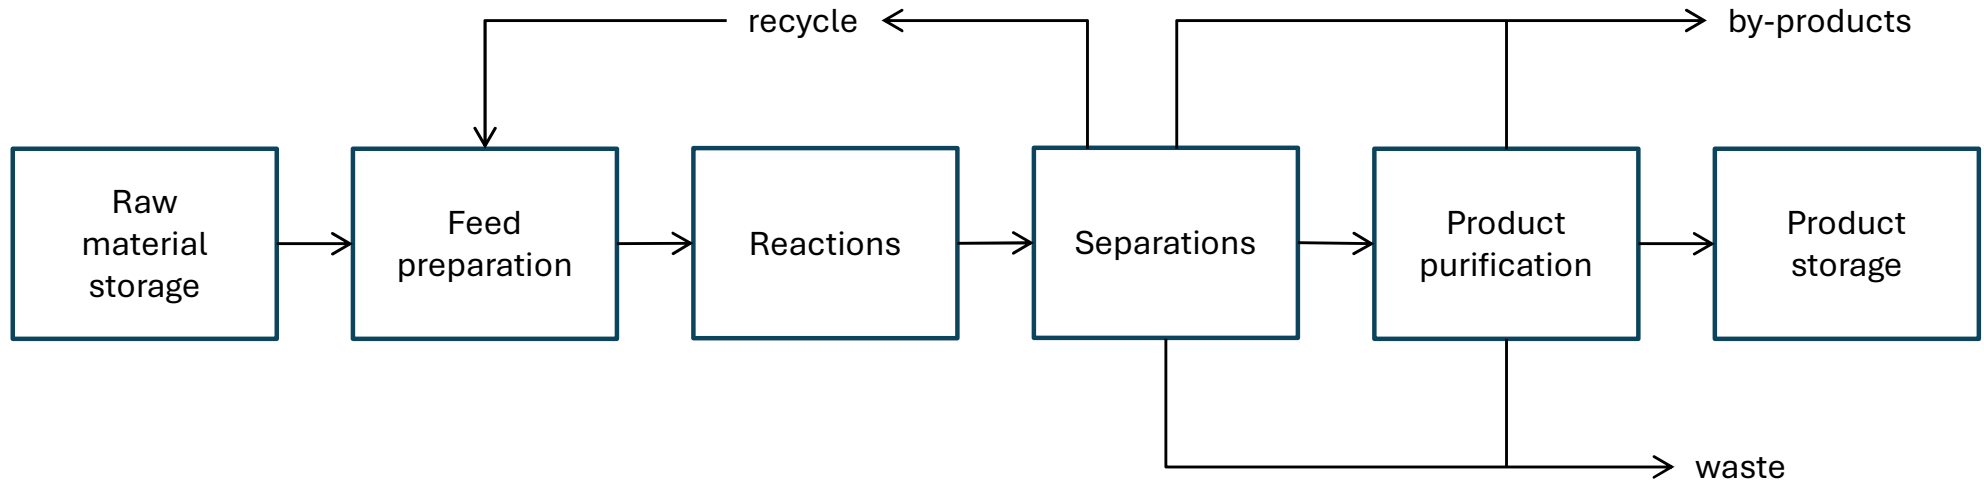 recycle
by-products
Raw
material
storage
Feed
preparation
Reactions
Separations
Product
purification
Product
storage
waste